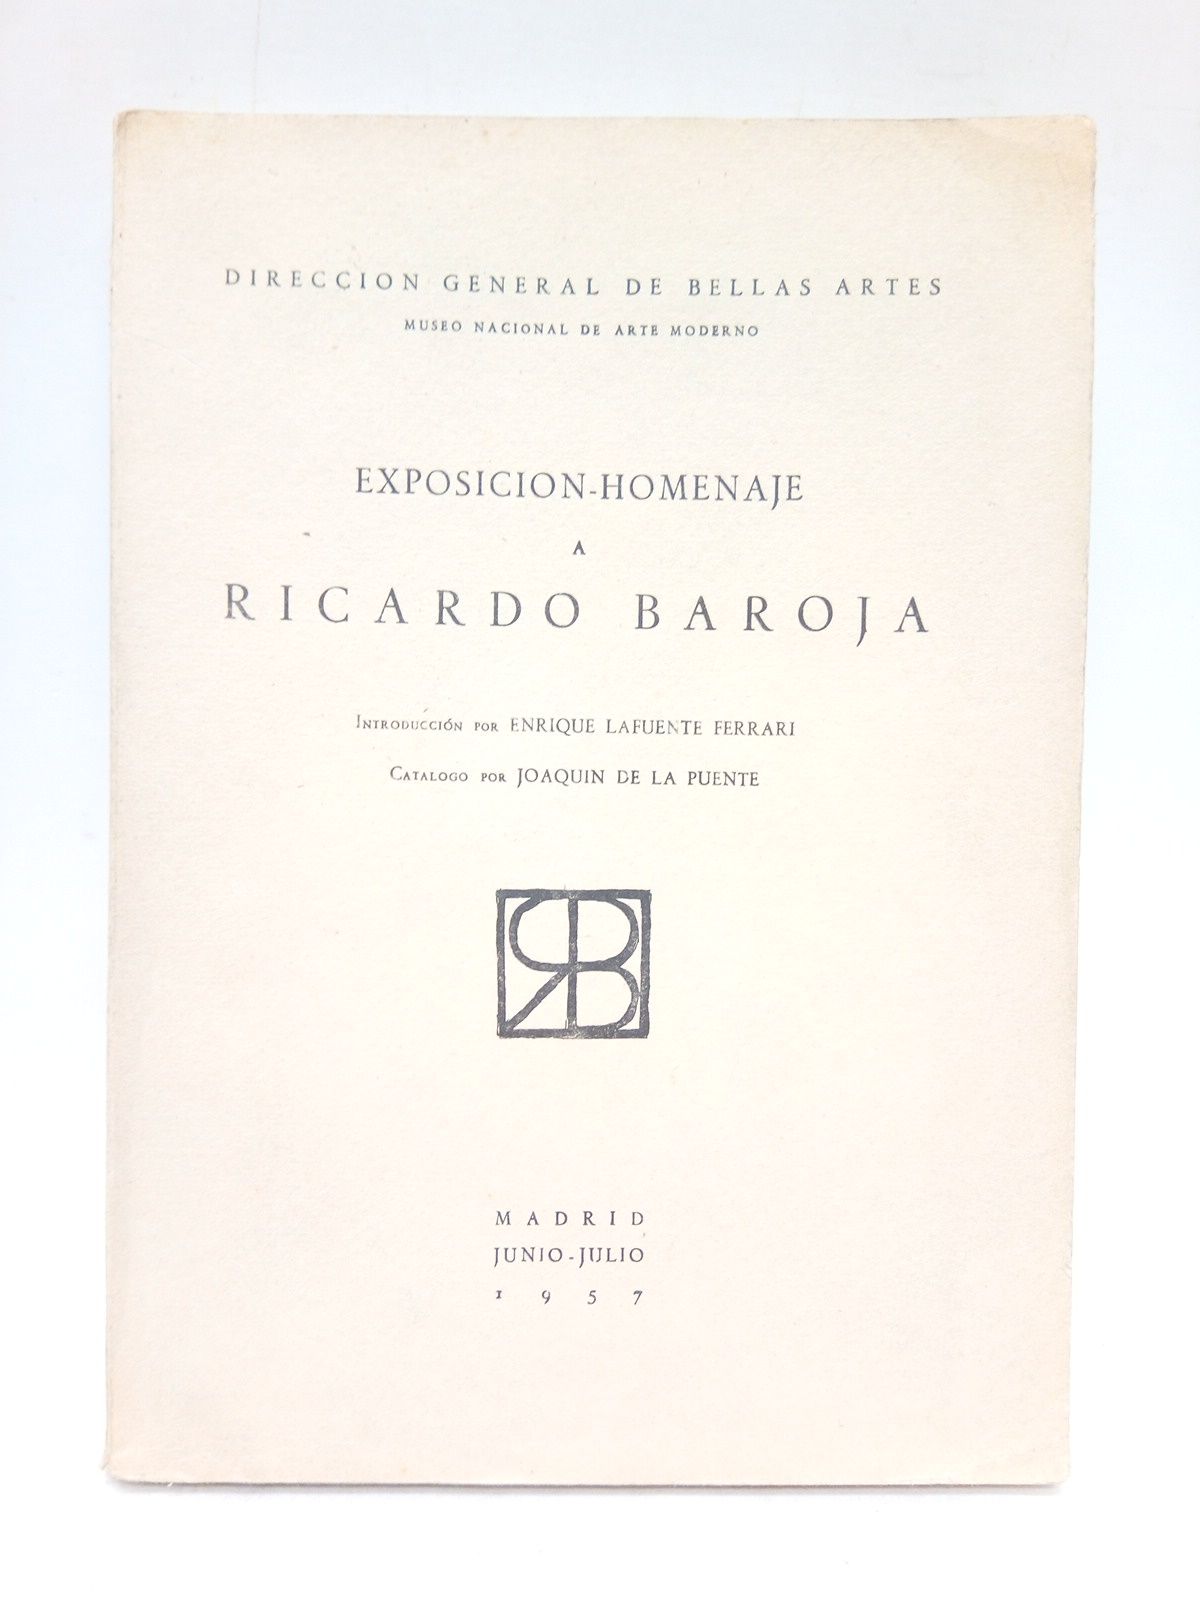 DIRECCION GENERAL DE BELLAS ARTES
MUSEO NACIONAL DE ARTE MODERNO
EXPOSICION-HOMENAJE
A
RICARDO BAROJA
INTRODUCCIÓN POR ENRIQUE LAFUENTE FERRARI
CATALOGO POR JOAQUIN DE LA PUENTE
RB
MADRID
JUNIO-JULIO
1957